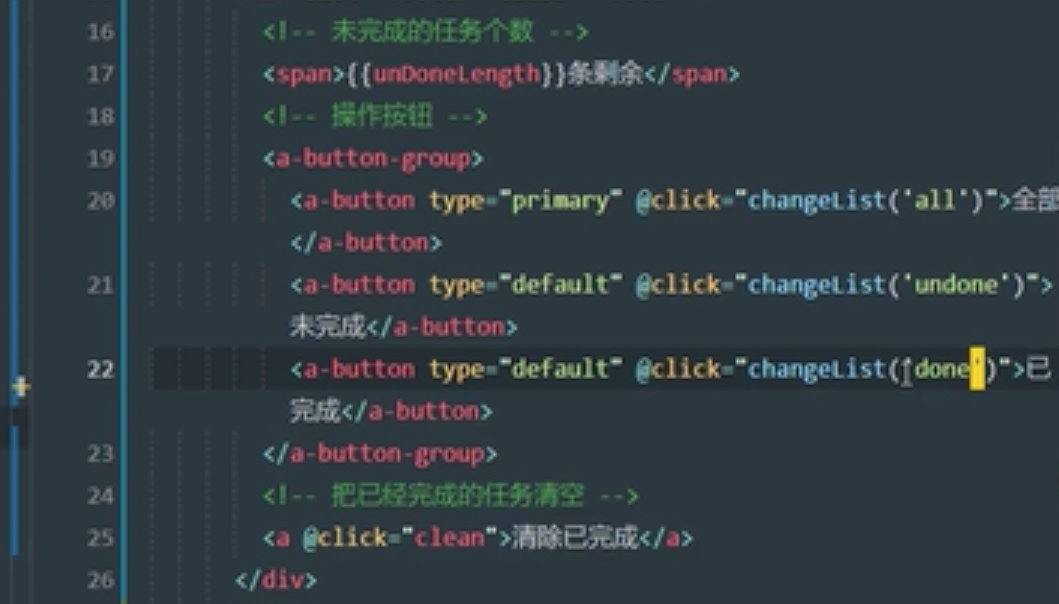 16 <!-- 未完成的任务个数 -->
17 <span>{{unDoneLength}}条剩余</span>
18 <!-- 操作按钮 -->
19 <a-button-group>
20 <a-button type="primary" @click="changeList('all')">全部
</a-button>
21 <a-button type="default" @click="changeList('undone')">
未完成</a-button>
22 <a-button type="default" @click="changeList('done')">已
完成</a-button>
23 </a-button-group>
24 <!-- 把已经完成的任务清空 -->
25 <a @click="clean">清除已完成</a>
26 </div>